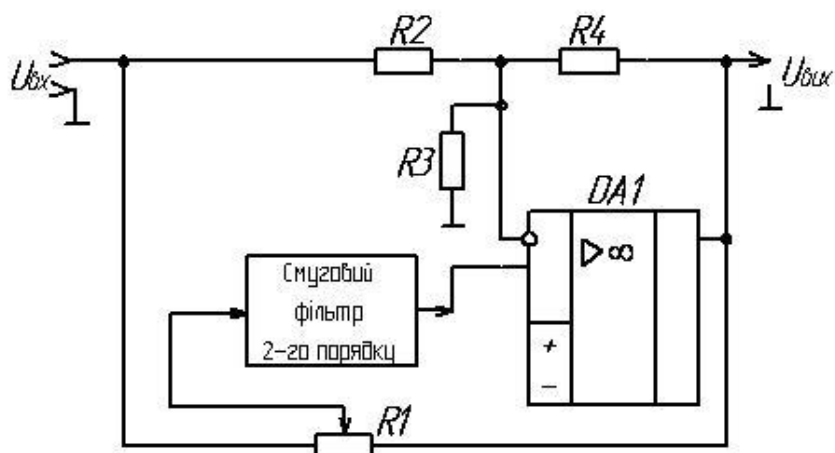 R2
R4
Uвх
Uвих
R3
DA1
▷∞
Смуговий
фільтр
2-го порядку
+
−
R1